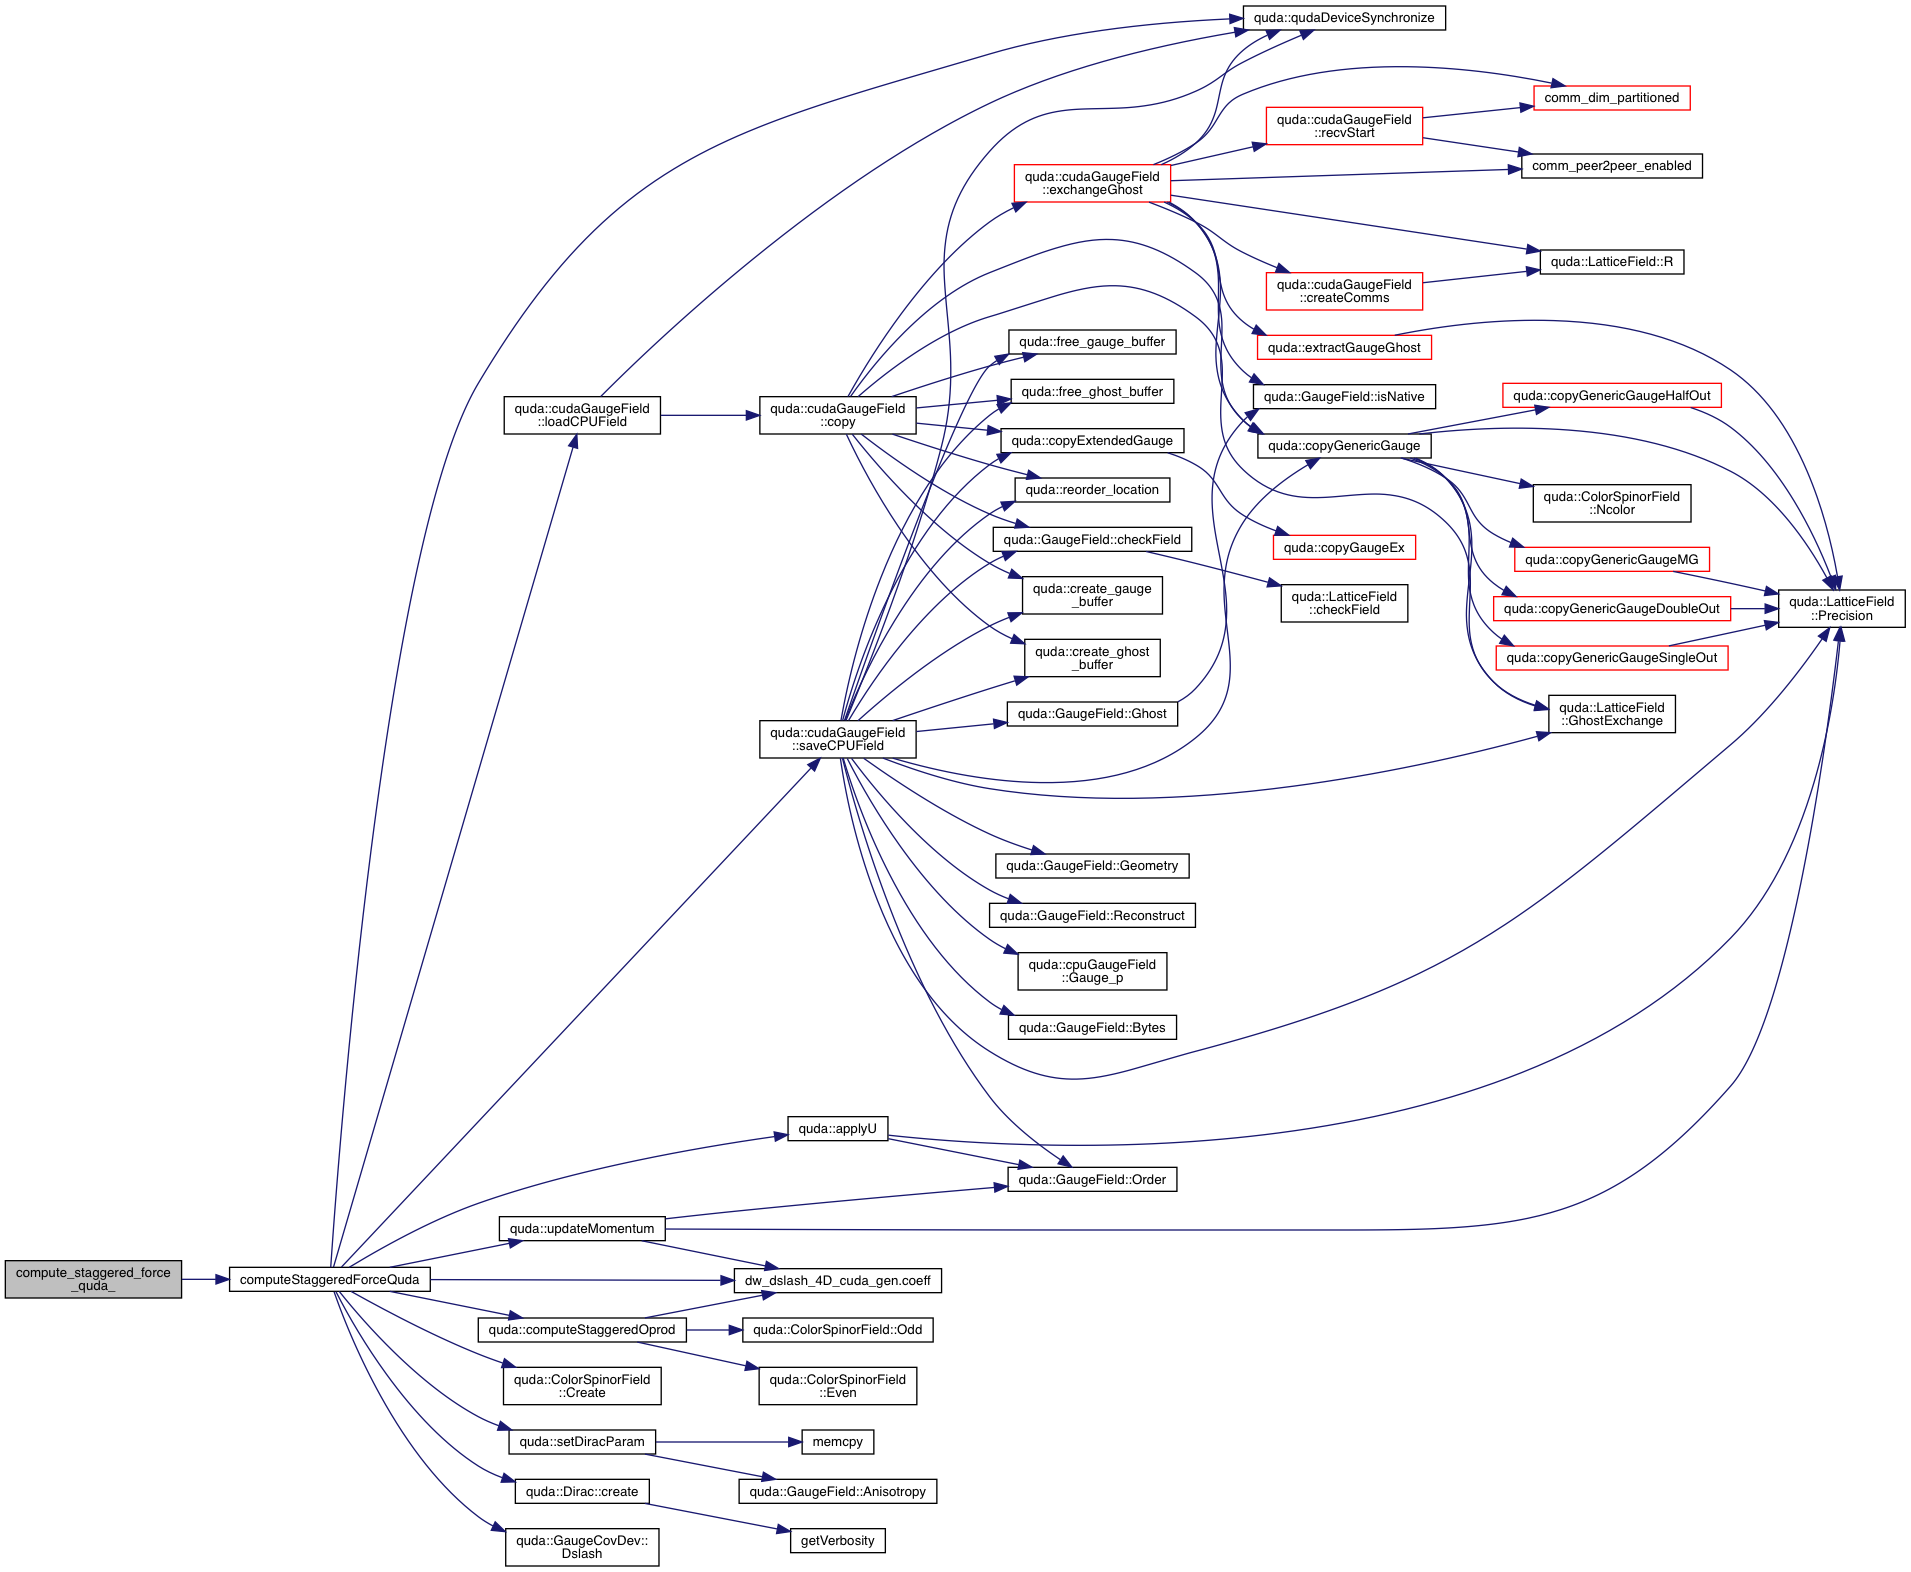 quda::qudaDeviceSynchronize
comm_dim_partitioned
quda::cudaGaugeField
::recvStart
comm_peer2peer_enabled
quda::cudaGaugeField
::exchangeGhost
quda::LatticeField::R
quda::cudaGaugeField
::createComms
quda::free_gauge_buffer
quda::extractGaugeGhost
quda::free_ghost_buffer
quda::GaugeField::isNative
quda::copyGenericGaugeHalfOut
quda::cudaGaugeField
::loadCPUField
quda::cudaGaugeField
::copy
quda::copyExtendedGauge
quda::copyGenericGauge
quda::reorder_location
quda::ColorSpinorField
::Ncolor
quda::GaugeField::checkField
quda::copyGaugeEx
quda::copyGenericGaugeMG
quda::create_gauge
_buffer
quda::LatticeField
::checkField
quda::copyGenericGaugeDoubleOut
quda::LatticeField
::Precision
quda::create_ghost
_buffer
quda::copyGenericGaugeSingleOut
quda::GaugeField::Ghost
quda::LatticeField
::GhostExchange
quda::cudaGaugeField
::saveCPUField
quda::GaugeField::Geometry
quda::GaugeField::Reconstruct
quda::cpuGaugeField
::Gauge_p
quda::GaugeField::Bytes
quda::applyU
quda::GaugeField::Order
quda::updateMomentum
compute_staggered_force
_quda_
computeStaggeredForceQuda
dw_dslash_4D_cuda_gen.coeff
quda::computeStaggeredOprod
quda::ColorSpinorField::Odd
quda::ColorSpinorField
::Create
quda::ColorSpinorField
::Even
quda::setDiracParam
memcpy
quda::Dirac::create
quda::GaugeField::Anisotropy
quda::GaugeCovDev::
Dslash
getVerbosity